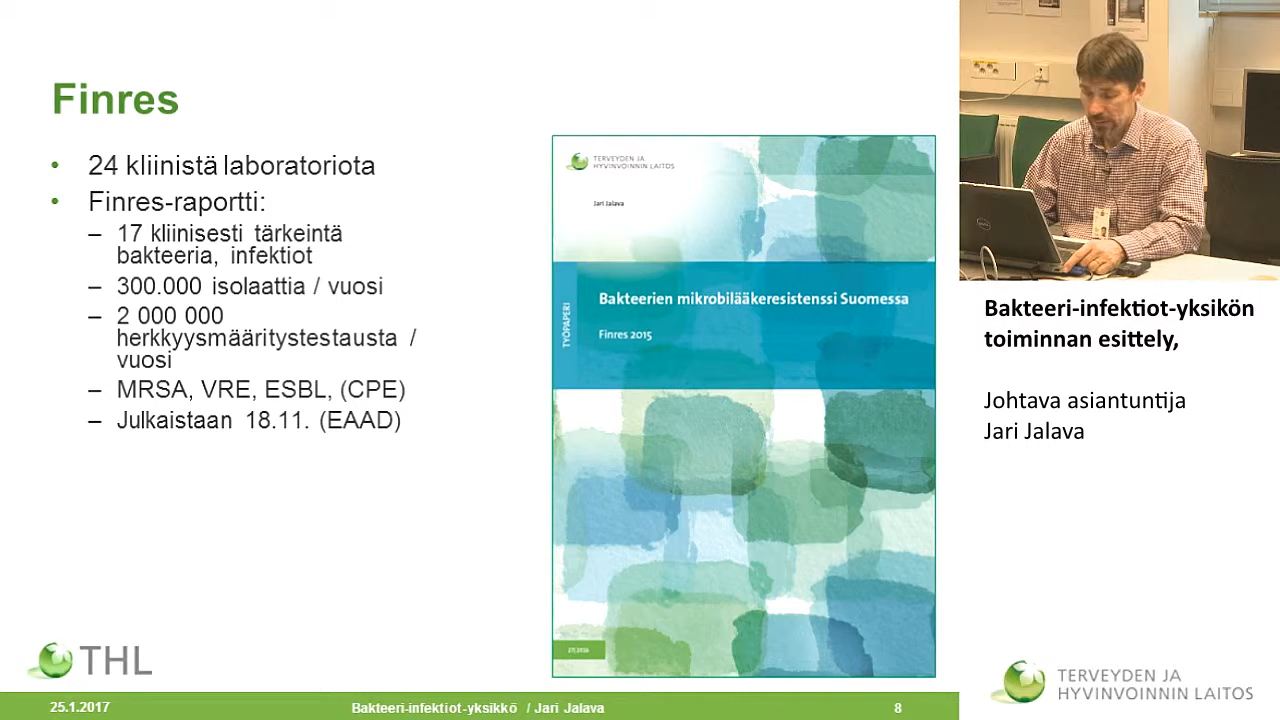 Finres
• 24 kliinistä laboratoriota
• Finres-raportti:
– 17 kliinisesti tärkeintä
bakteeria, infektiot
– 300.000 isolaattia / vuosi
– 2 000 000
herkkyysmääritystestausta /
vuosi
– MRSA, VRE, ESBL, (CPE)
– Julkaistaan 18.11. (EAAD)
TERVEYDEN JA
HYVINVOINNIN LAITOS
Jari Jalava
TYÖPAPERI
Bakteerien mikrobilääkeresistenssi Suomessa
Finres 2015
27|2016
THL
25.1.2017
Bakteeri-infektiot-yksikkö / Jari Jalava
8
DELL
Bakteeri-infektiot-yksikön
toiminnan esittely,
Johtava asiantuntija
Jari Jalava
TERVEYDEN JA
HYVINVOINNIN LAITOS